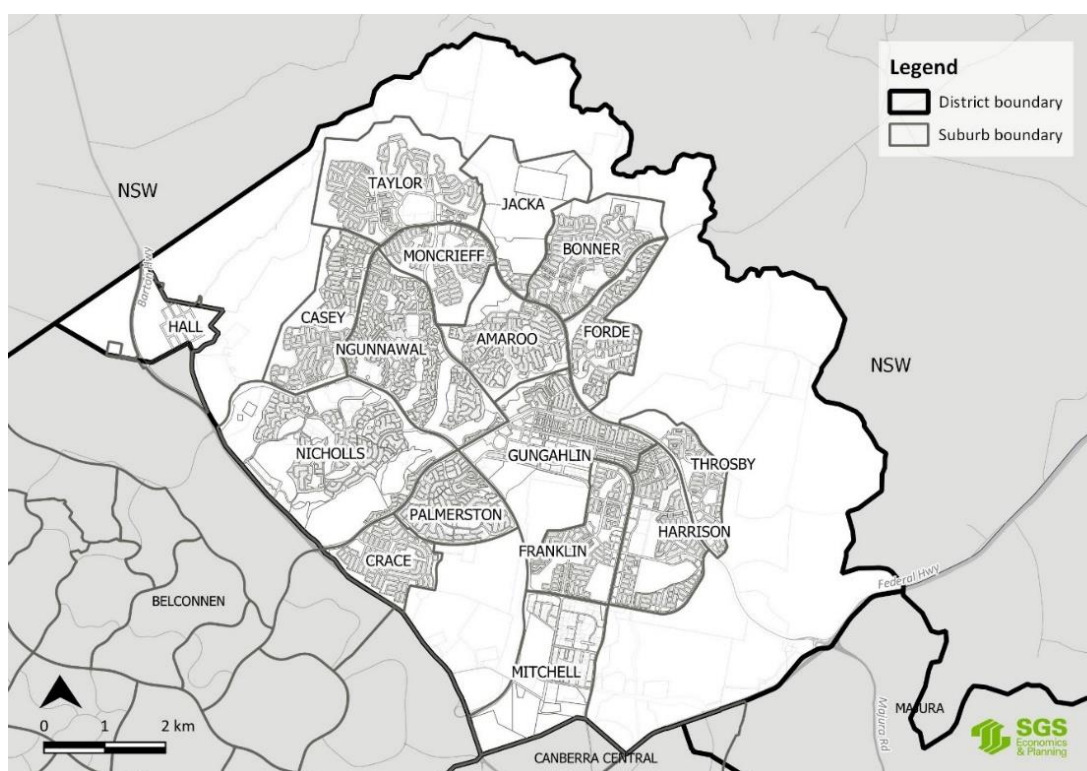 Legend
District boundary
Suburb boundary
NSW
TAYLOR
JACKA
Barton Hwy
MONCRIEFF
BONNER
HALL
CASEY
NGUNNAWAL
AMAROO
FORDE
NSW
NICHOLLS
GUNGAHLIN
THROSBY
PALMERSTON
HARRISON
FRANKLIN
CRACE
Federal Hwy
BELCONNEN
MITCHELL
MAJURA
Majura Rd
0 1 2 km
CANBERRA CENTRAL
SGS
Economics
& Planning